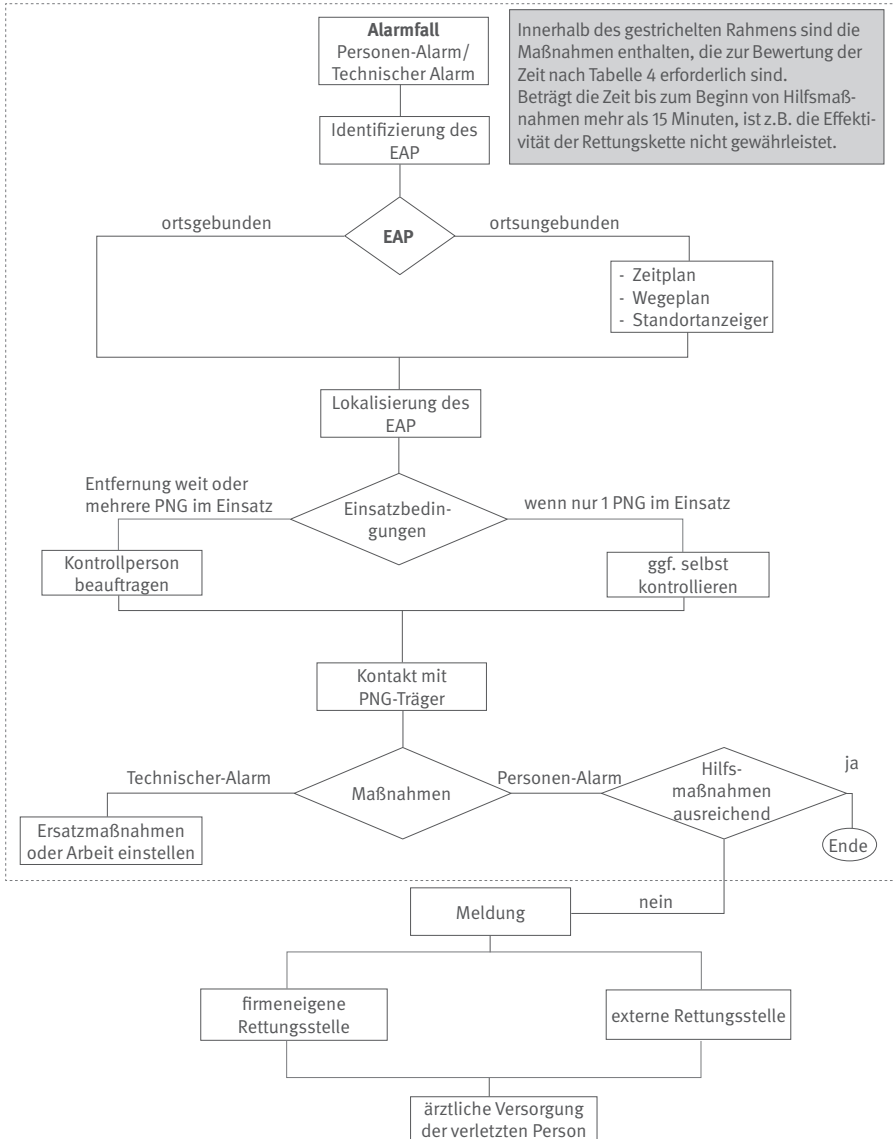 Alarmfall
Personen-Alarm/
Technischer Alarm
Innerhalb des gestrichelten Rahmens sind die
Maßnahmen enthalten, die zur Bewertung der
Zeit nach Tabelle 4 erforderlich sind.
Beträgt die Zeit bis zum Beginn von Hilfsmaß-
nahmen mehr als 15 Minuten, ist z.B. die Effekti-
vität der Rettungskette nicht gewährleistet.
Identifizierung des
EAP
ortsgebunden
EAP
ortsungebunden
- Zeitplan
- Wegeplan
- Standortanzeiger
Lokalisierung des
EAP
Entfernung weit oder
mehrere PNG im Einsatz
Einsatzbedin-
gungen
wenn nur 1 PNG im Einsatz
Kontrollperson
beauftragen
ggf. selbst
kontrollieren
Kontakt mit
PNG-Träger
Technischer-Alarm
Maßnahmen
Personen-Alarm
Hilfs-
maßnahmen
ausreichend
ja
Ersatzmaßnahmen
oder Arbeit einstellen
Ende
Meldung
nein
firmeneigene
Rettungsstelle
externe Rettungsstelle
ärztliche Versorgung
der verletzten Person